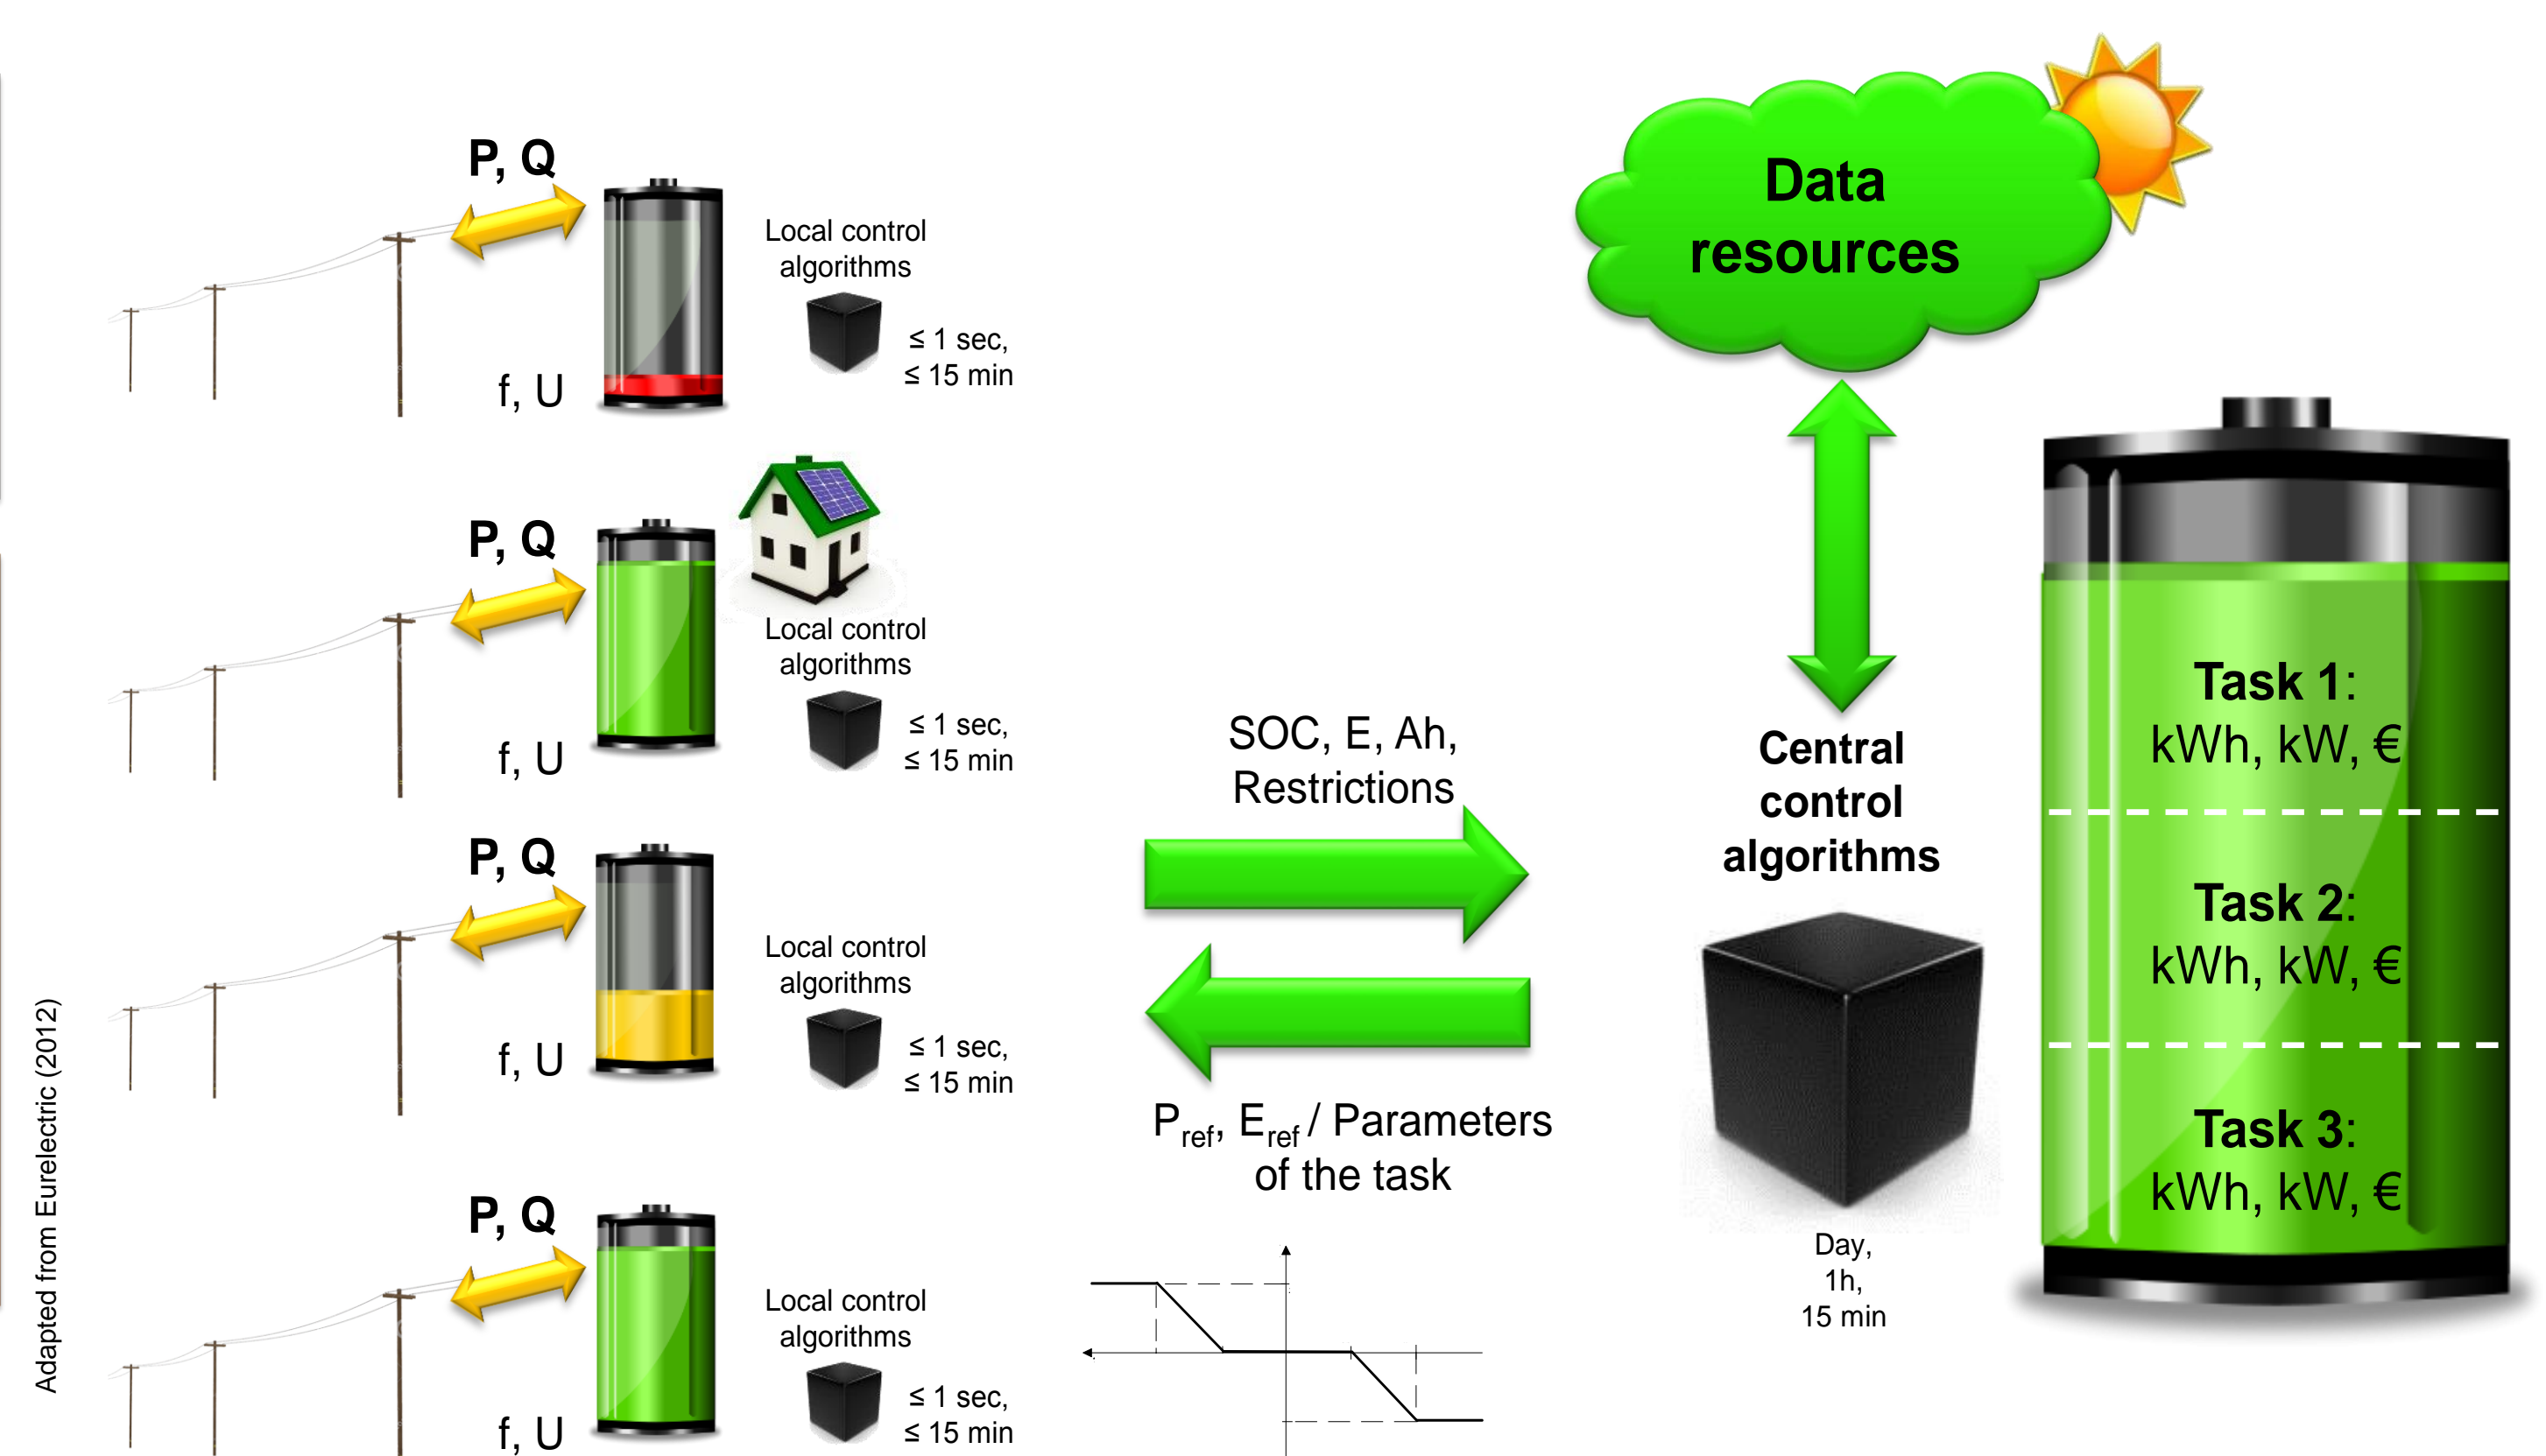 P, Q
Local control
algorithms
≤ 1 sec,
≤ 15 min
f, U
P, Q
Local control
algorithms
≤ 1 sec,
≤ 15 min
f, U
P, Q
Local control
algorithms
≤ 1 sec,
≤ 15 min
f, U
P, Q
Local control
algorithms
≤ 1 sec,
≤ 15 min
f, U
Adapted from Eurelectric (2012)
SOC, E, Ah,
Restrictions
Pref, Eref / Parameters
of the task
Data
resources
Central
control
algorithms
Day,
1h,
15 min
Task 1:
kWh, kW, €
Task 2:
kWh, kW, €
Task 3:
kWh, kW, €